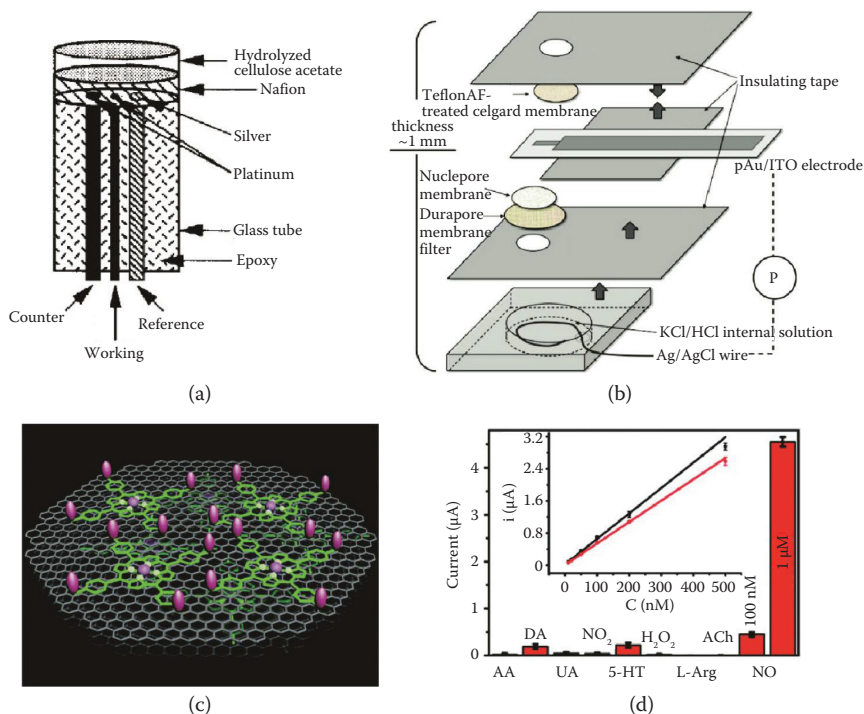 Hydrolyzed
cellulose acetate
Nafion
Silver
Platinum
Glass tube
Epoxy
Counter
Reference
Working
(a)
TeflonAF-
treated celgard membrane
thickness
~1 mm
Insulating tape
pAu/ITO electrode
Nuclepore
membrane
Durapore
membrane
filter
P
KCl/HCl internal solution
Ag/AgCl wire
(b)
(c)
Current (μA)
4
3
2
1
0
i (μA)
3.2
2.4
1.6
0.8
0
0 100 200 300 400 500
C (nM)
100 nM
1 μM
DA
NO₂
H₂O₂
ACh
AA
UA
5-HT
L-Arg
NO
(d)